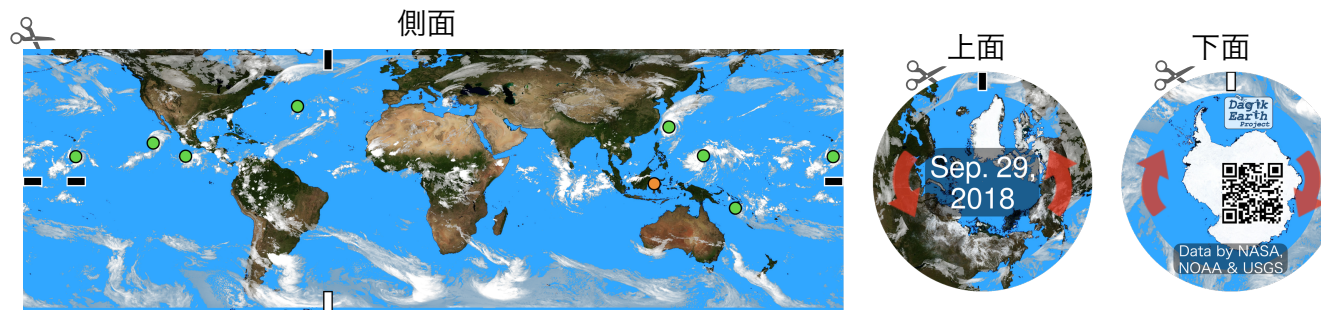 側面
上面
下面
Sep. 29,
2018
Dagik
Earth
Project
Data by NASA,
NOAA & USGS